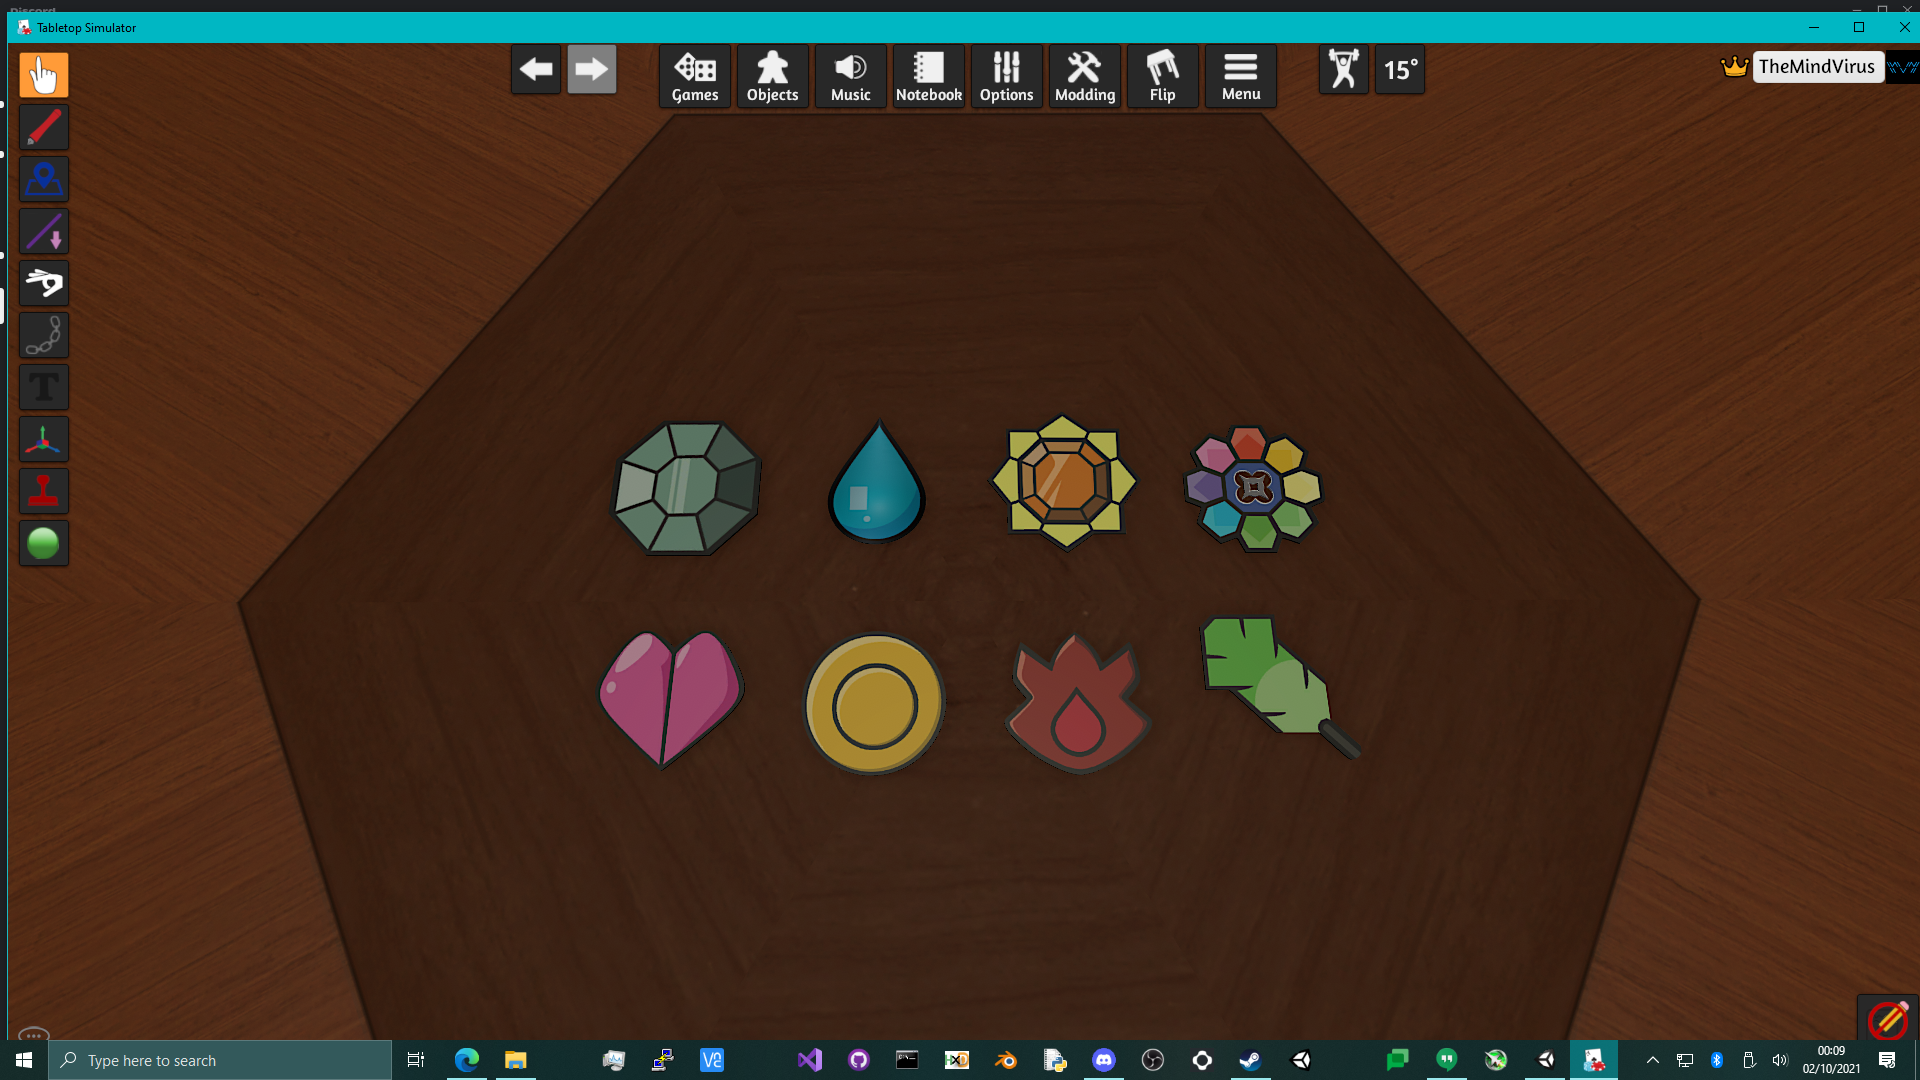 Discord
Tabletop Simulator
Games
Objects
Music
Notebook
Options
Modding
Flip
Menu
15°
TheMindVirus
T
Type here to search
VC
00:09
02/10/2021